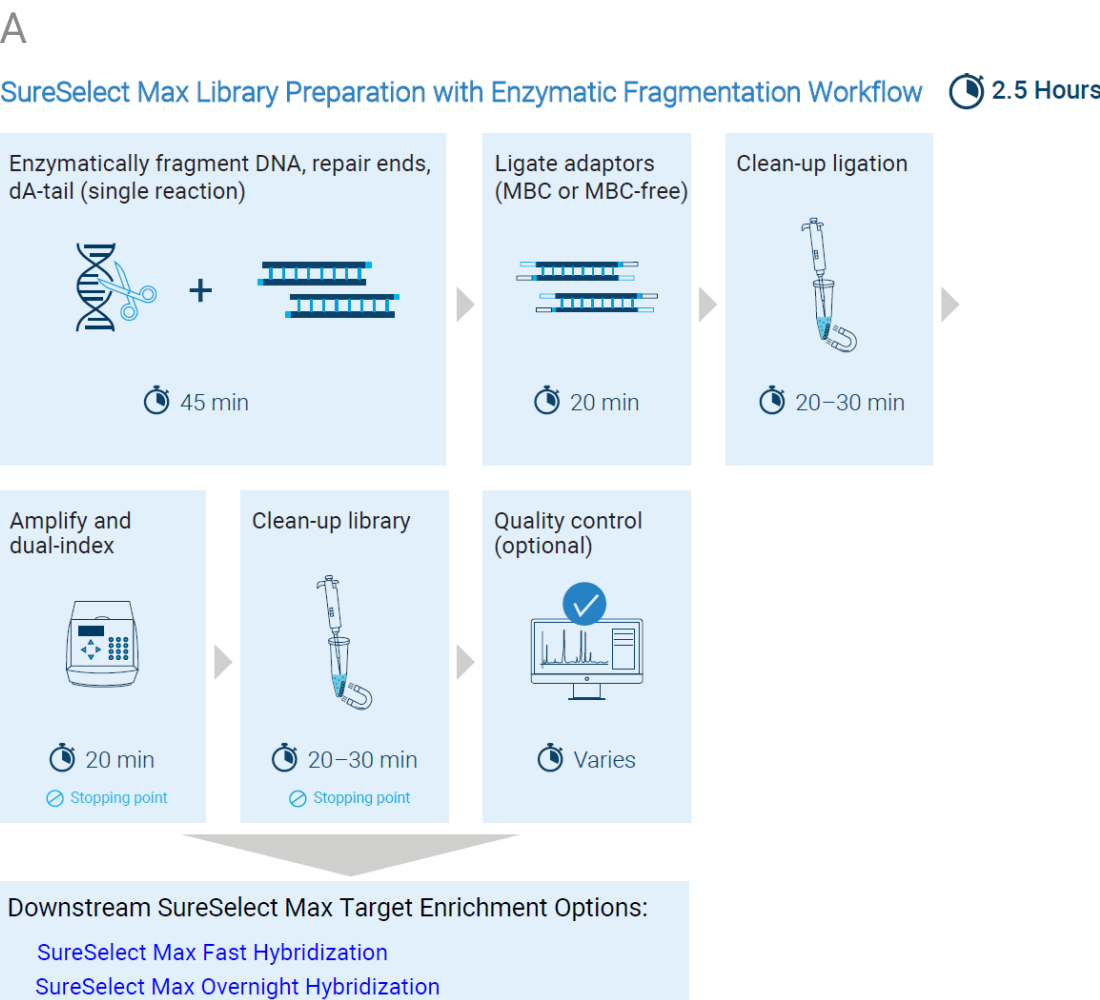 A
SureSelect Max Library Preparation with Enzymatic Fragmentation Workflow
2.5 Hours
Enzymatically fragment DNA, repair ends,
dA-tail (single reaction)
+
45 min
Ligate adaptors
(MBC or MBC-free)
20 min
Clean-up ligation
20–30 min
Amplify and
dual-index
20 min
Stopping point
Clean-up library
20–30 min
Stopping point
Quality control
(optional)
Varies
Downstream SureSelect Max Target Enrichment Options:
SureSelect Max Fast Hybridization
SureSelect Max Overnight Hybridization